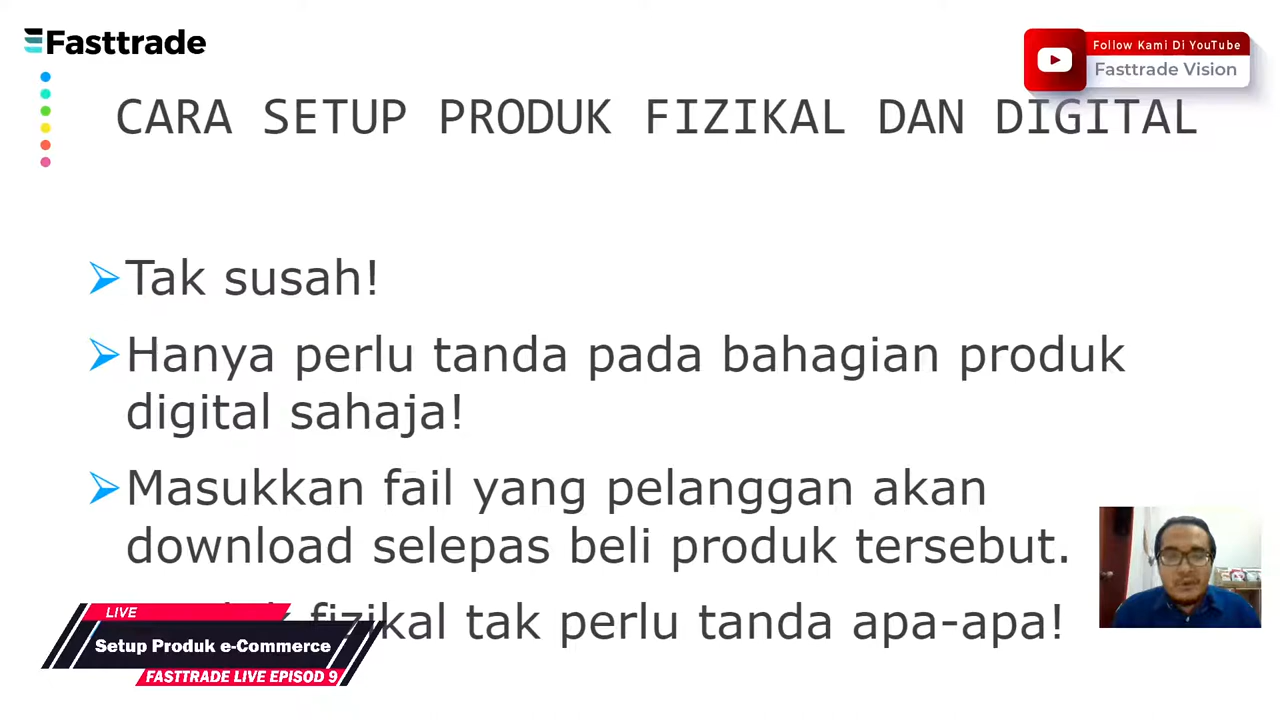 Fasttrade
Follow Kami Di YouTube
Fasttrade Vision
CARA SETUP PRODUK FIZIKAL DAN DIGITAL
Tak susah!
Hanya perlu tanda pada bahagian produk
digital sahaja!
Masukkan fail yang pelanggan akan
download selepas beli produk tersebut.
fizikal tak perlu tanda apa-apa!
LIVE
Setup Produk e-Commerce
FASTTRADE LIVE EPISOD 9